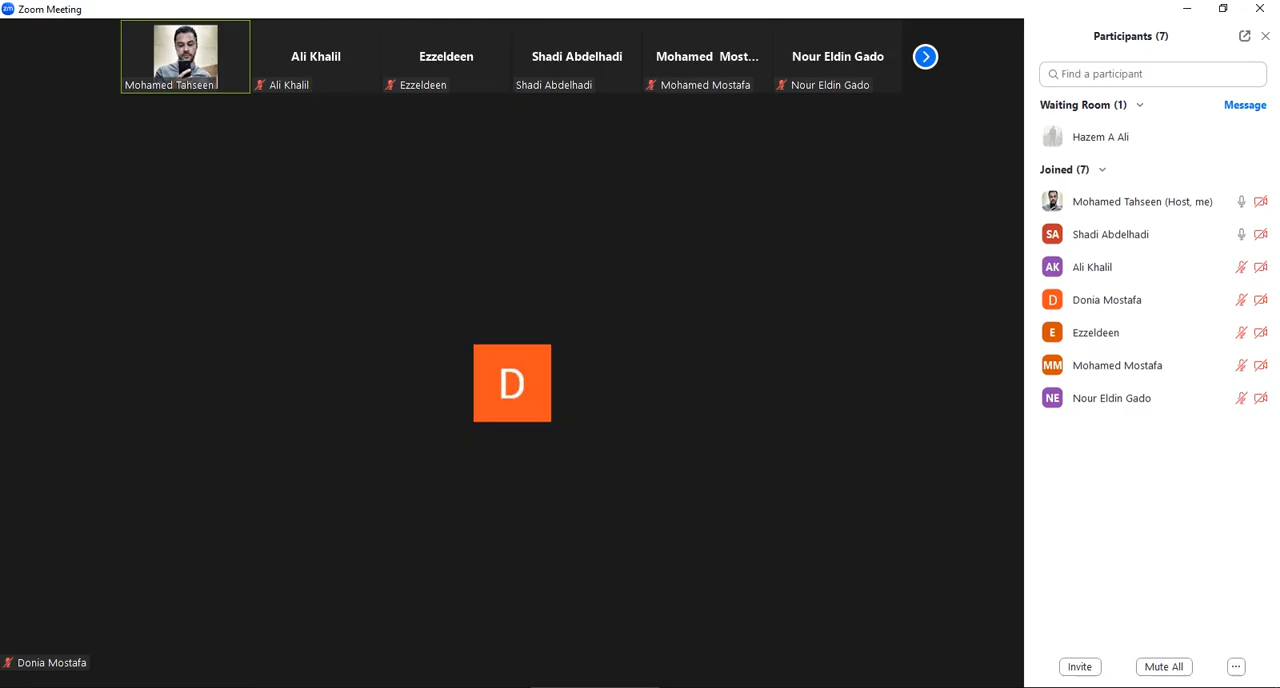 zm Zoom Meeting
Mohamed Tahseen
Ali Khalil
Ali Khalil
Ezzeldeen
Ezzeldeen
Shadi Abdelhadi
Shadi Abdelhadi
Mohamed Most...
Mohamed Mostafa
Nour Eldin Gado
Nour Eldin Gado
D
Donia Mostafa
Participants (7)
Find a participant
Waiting Room (1) Message
Hazem A Ali
Joined (7)
Mohamed Tahseen (Host, me)
SA Shadi Abdelhadi
AK Ali Khalil
D Donia Mostafa
E Ezzeldeen
MM Mohamed Mostafa
NE Nour Eldin Gado
Invite Mute All ...